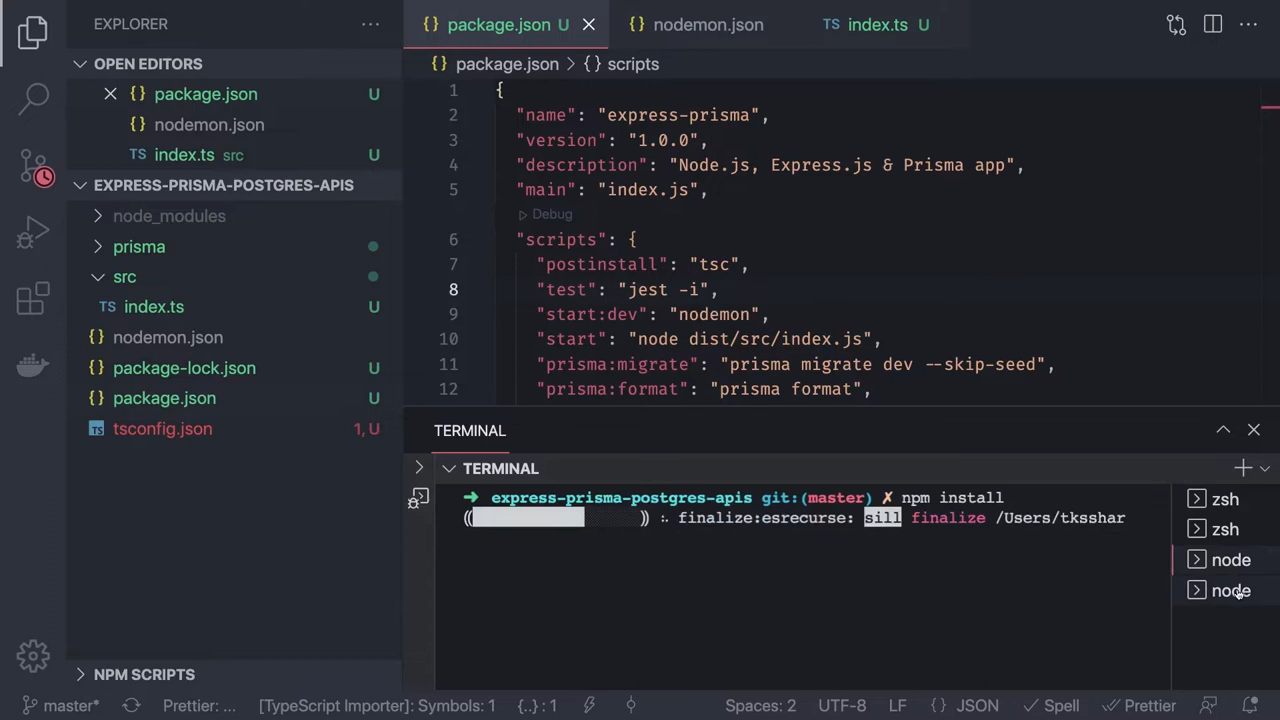 EXPLORER
OPEN EDITORS
package.json U
nodemon.json
TS index.ts src U
EXPRESS-PRISMA-POSTGRES-APIS
node_modules
prisma
src
TS index.ts U
nodemon.json
package-lock.json U
package.json U
TS tsconfig.json 1, U
NPM SCRIPTS
{} package.json U
{} nodemon.json
TS index.ts U
{} package.json > {} scripts
1 {
2 "name": "express-prisma",
3 "version": "1.0.0",
4 "description": "Node.js, Express.js & Prisma app",
5 "main": "index.js",
Debug
6 "scripts": {
7 "postinstall": "tsc",
8 "test": "jest -i",
9 "start:dev": "nodemon",
10 "start": "node dist/src/index.js",
11 "prisma:migrate": "prisma migrate dev --skip-seed",
12 "prisma:format": "prisma format",
TERMINAL
TERMINAL
➜ express-prisma-postgres-apis git:(master) ✗ npm install
finalize:esrecurse: sill finalize /Users/tksshar
zsh
zsh
node
node
master* Prettier: ... [TypeScript Importer]: Symbols: 1 {..} : 1 Spaces: 2 UTF-8 LF {} JSON Spell Prettier